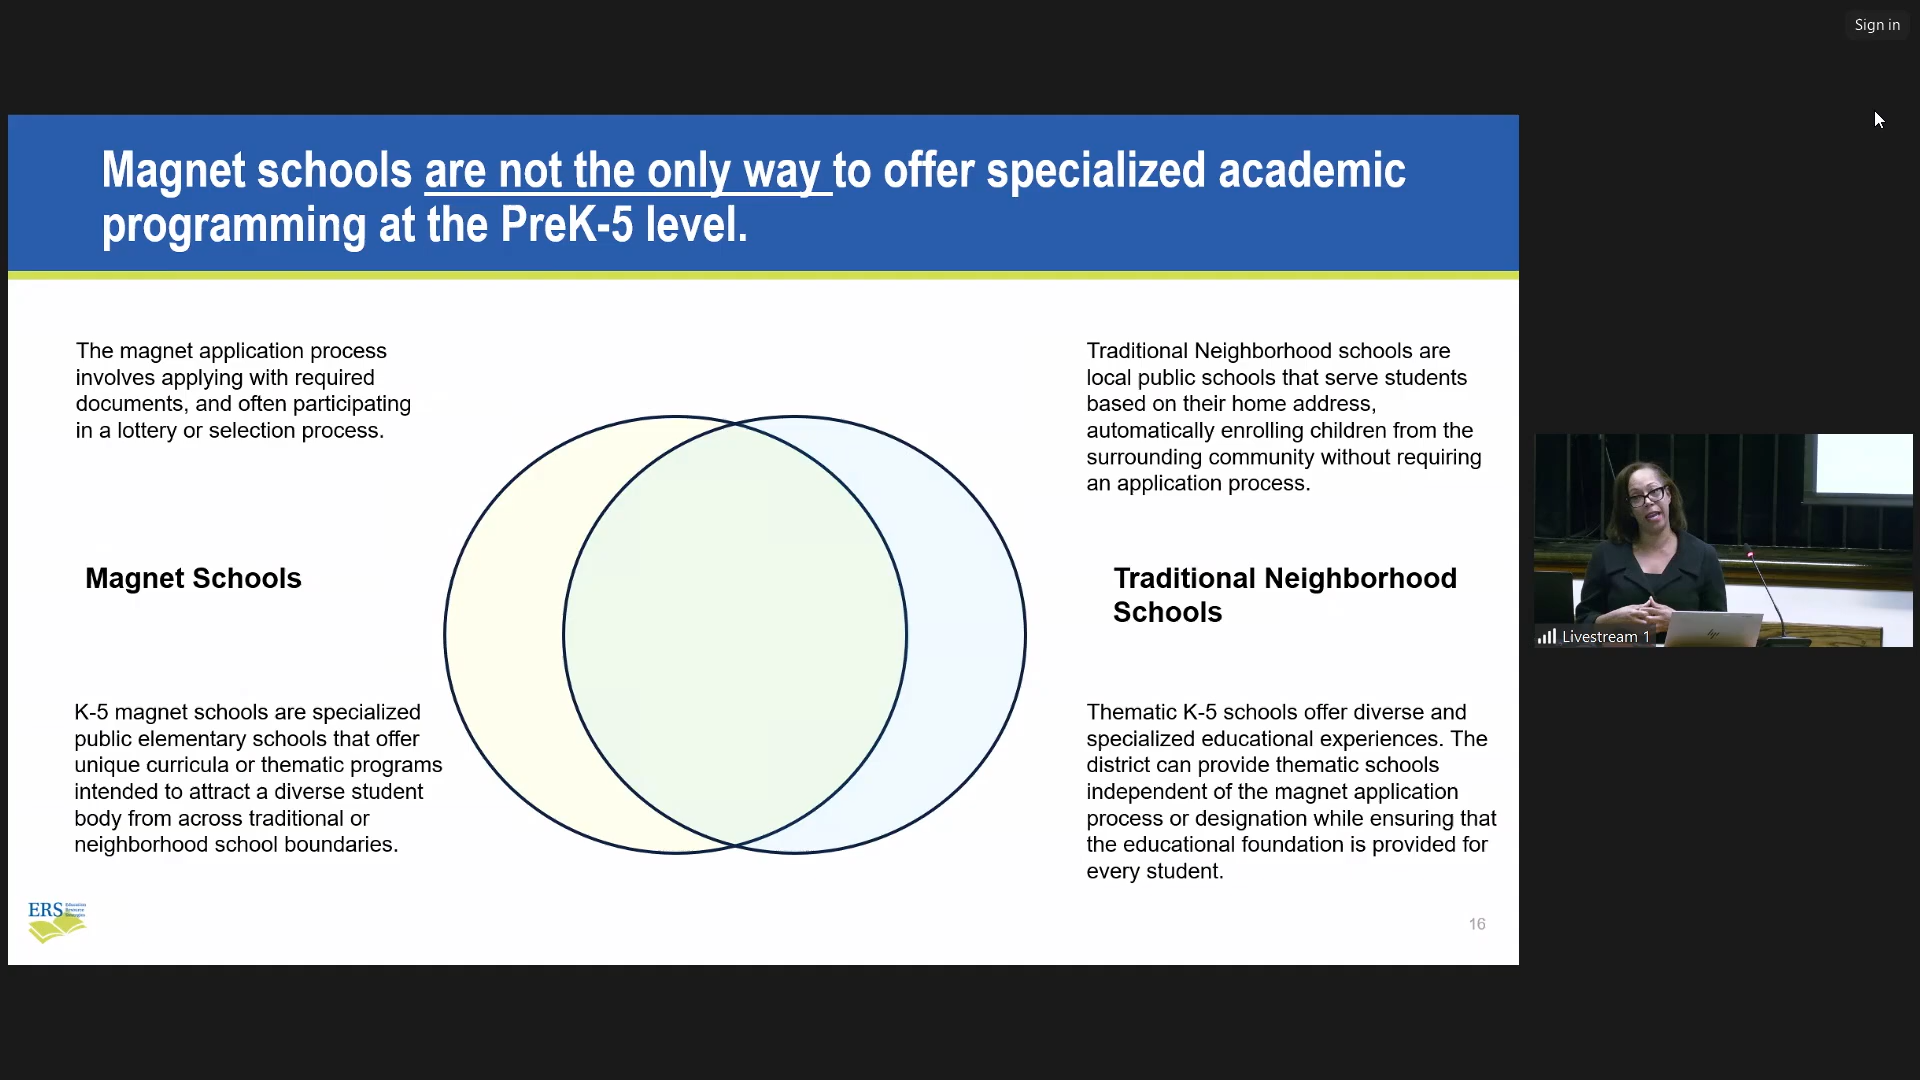 Sign in
Magnet schools are not the only way to offer specialized academic
programming at the PreK-5 level.
The magnet application process
involves applying with required
documents, and often participating
in a lottery or selection process.
Traditional Neighborhood schools are
local public schools that serve students
based on their home address,
automatically enrolling children from the
surrounding community without requiring
an application process.
Magnet Schools
Traditional Neighborhood
Schools
K-5 magnet schools are specialized
public elementary schools that offer
unique curricula or thematic programs
intended to attract a diverse student
body from across traditional or
neighborhood school boundaries.
Thematic K-5 schools offer diverse and
specialized educational experiences. The
district can provide thematic schools
independent of the magnet application
process or designation while ensuring that
the educational foundation is provided for
every student.
ERS
Education
Resource
Strategies
16
Livestream 1
hp